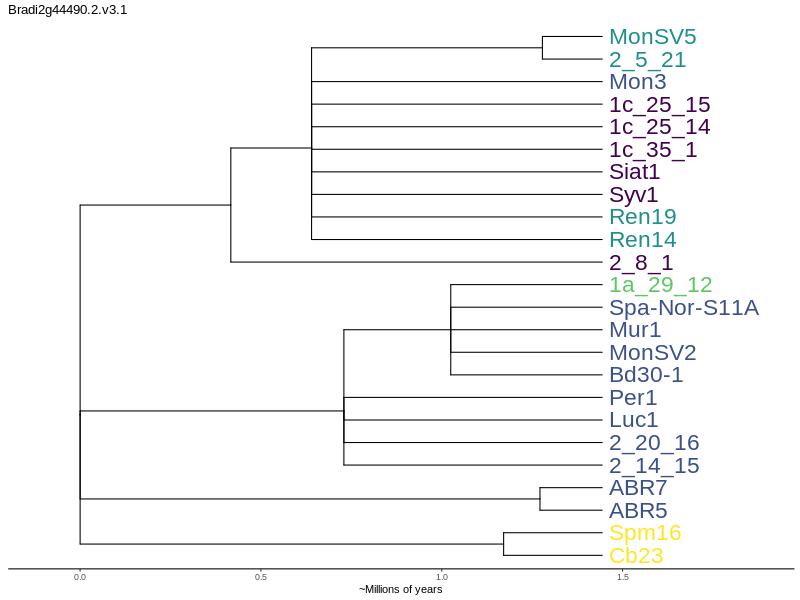 Bradi2g44490.2.v3.1
MonSV5
2_5_21
Mon3
1c_25_15
1c_25_14
1c_35_1
Siat1
Syv1
Ren19
Ren14
2_8_1
1a_29_12
Spa-Nor-S11A
Mur1
MonSV2
Bd30-1
Per1
Luc1
2_20_16
2_14_15
ABR7
ABR5
Spm16
Cb23
0.0 0.5 1.0 1.5
~Millions of years